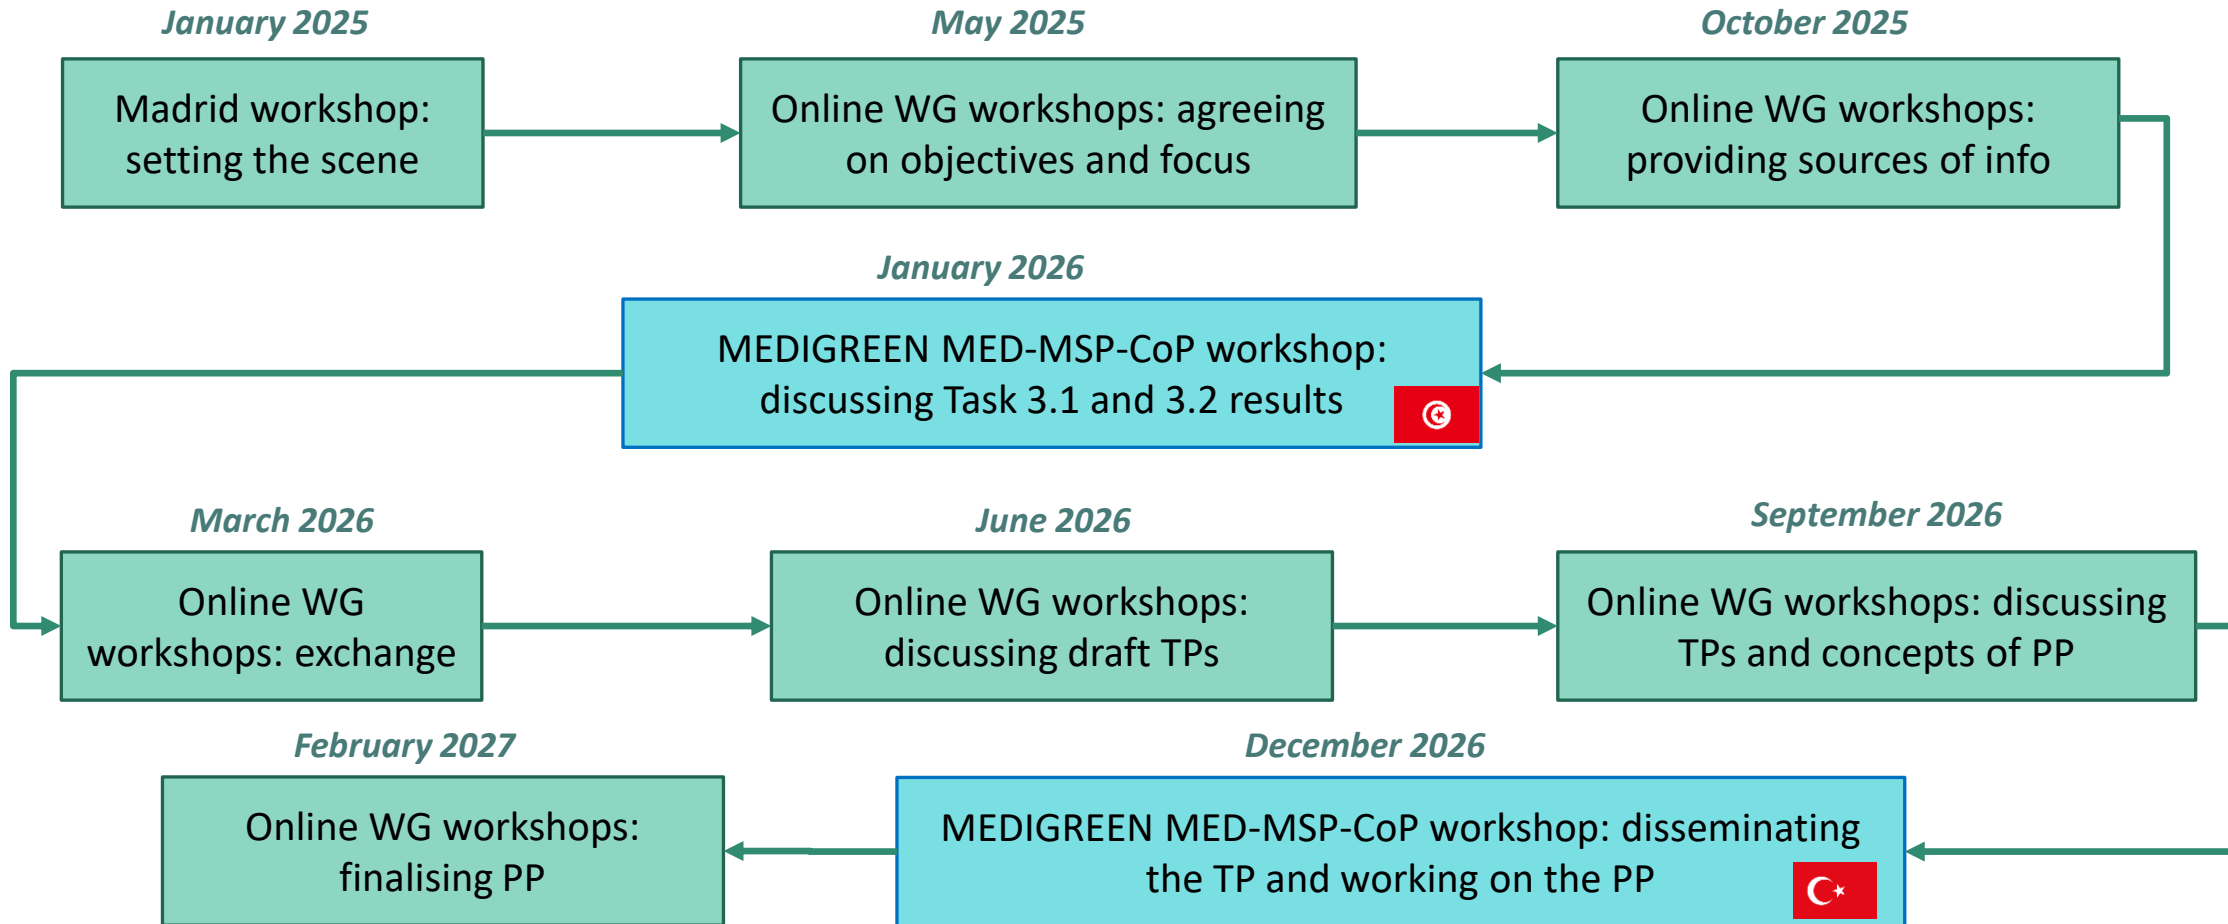 January 2025
Madrid workshop:
setting the scene
May 2025
Online WG workshops: agreeing
on objectives and focus
October 2025
Online WG workshops:
providing sources of info
January 2026
MEDIGREEN MED-MSP-CoP workshop:
discussing Task 3.1 and 3.2 results
March 2026
Online WG
workshops: exchange
June 2026
Online WG workshops:
discussing draft TPs
September 2026
Online WG workshops: discussing
TPs and concepts of PP
February 2027
Online WG workshops:
finalising PP
December 2026
MEDIGREEN MED-MSP-CoP workshop: disseminating
the TP and working on the PP